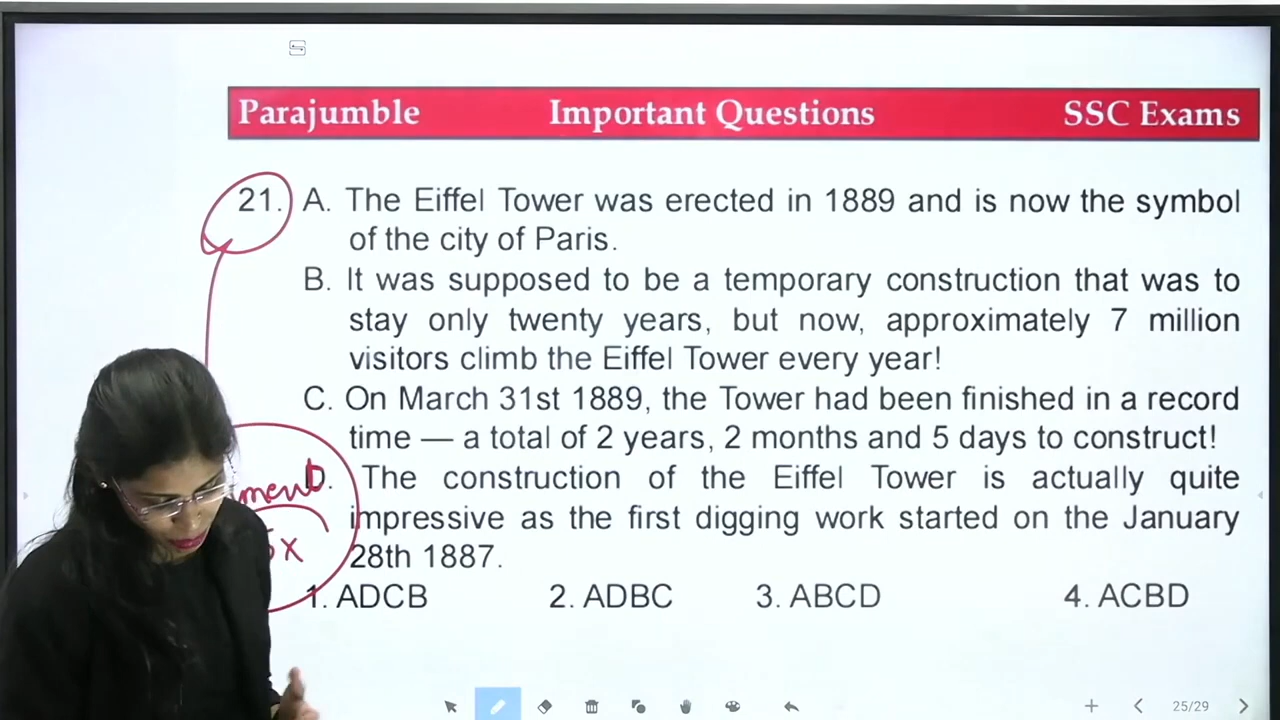 Parajumble Important Questions SSC Exams
21. A. The Eiffel Tower was erected in 1889 and is now the symbol
of the city of Paris.
B. It was supposed to be a temporary construction that was to
stay only twenty years, but now, approximately 7 million
visitors climb the Eiffel Tower every year!
C. On March 31st 1889, the Tower had been finished in a record
time — a total of 2 years, 2 months and 5 days to construct!
D. The construction of the Eiffel Tower is actually quite
impressive as the first digging work started on the January
28th 1887.
1. ADCB 2. ADBC 3. ABCD 4. ACBD
25/29